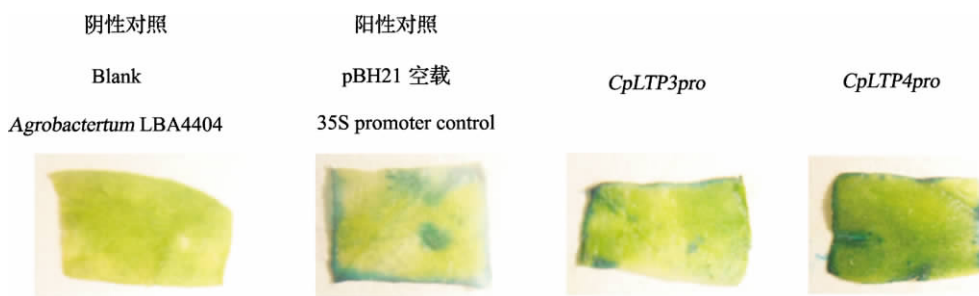 阴性对照
Blank
Agrobactertum LBA4404
阳性对照
pBH21 空载
35S promoter control
CpLTP3pro
CpLTP4pro